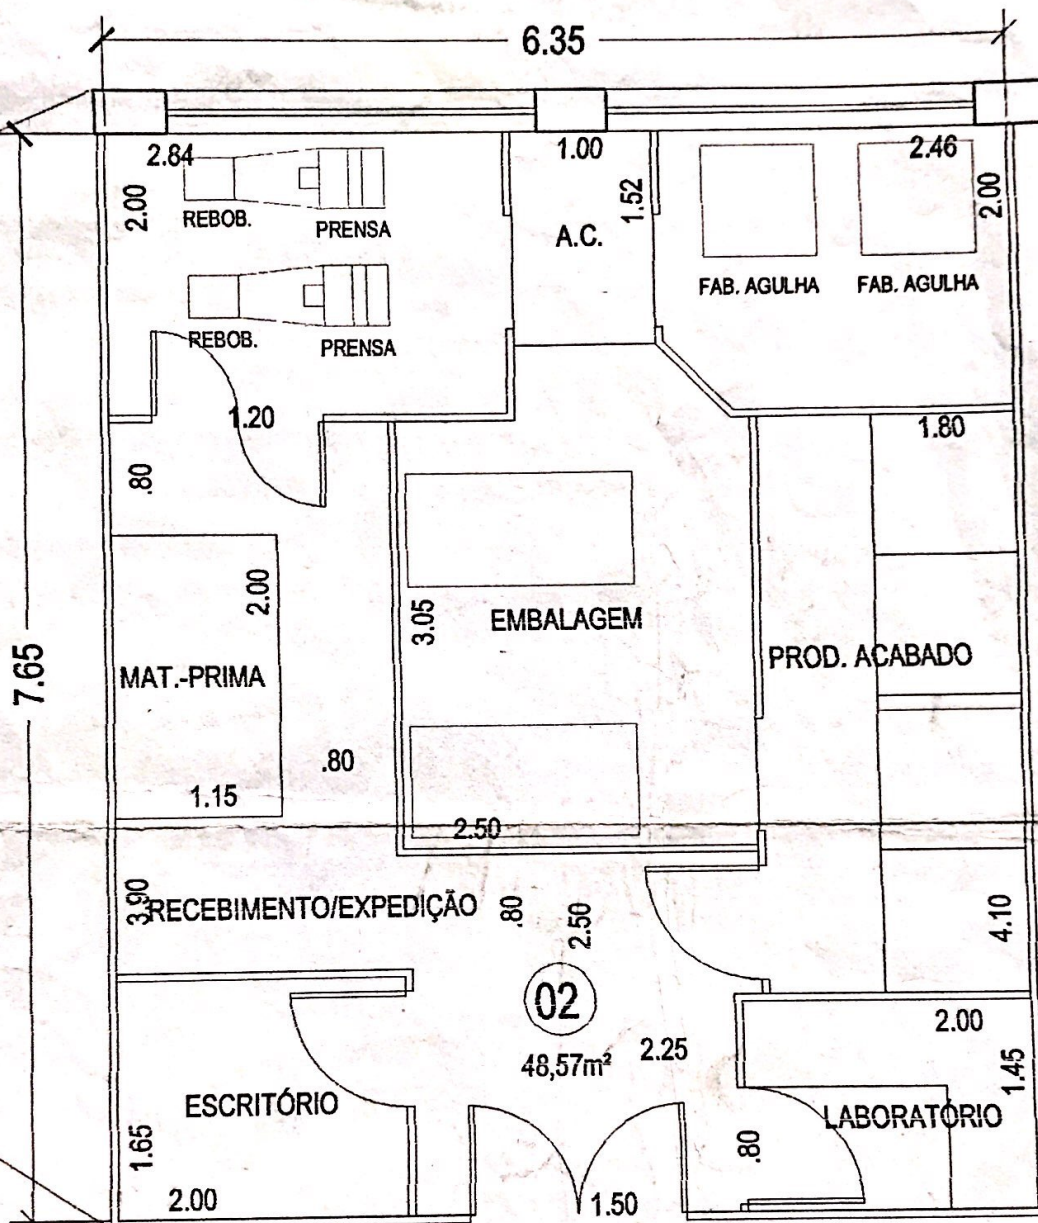 6.35
2.84
1.00
2.46
2.00
1.52
2.00
REBOB.
PRENSA
A.C.
FAB. AGULHA
FAB. AGULHA
REBOB.
PRENSA
1.20
1.80
.80
2.00
3.05
EMBALAGEM
7.65
MAT.-PRIMA
PROD. ACABADO
.80
1.15
2.50
3.90
RECEBIMENTO/EXPEDIÇÃO
.80
2.50
4.10
02
48,57m²
2.25
2.00
1.45
ESCRITÓRIO
LABORATÓRIO
1.65
.80
2.00
1.50